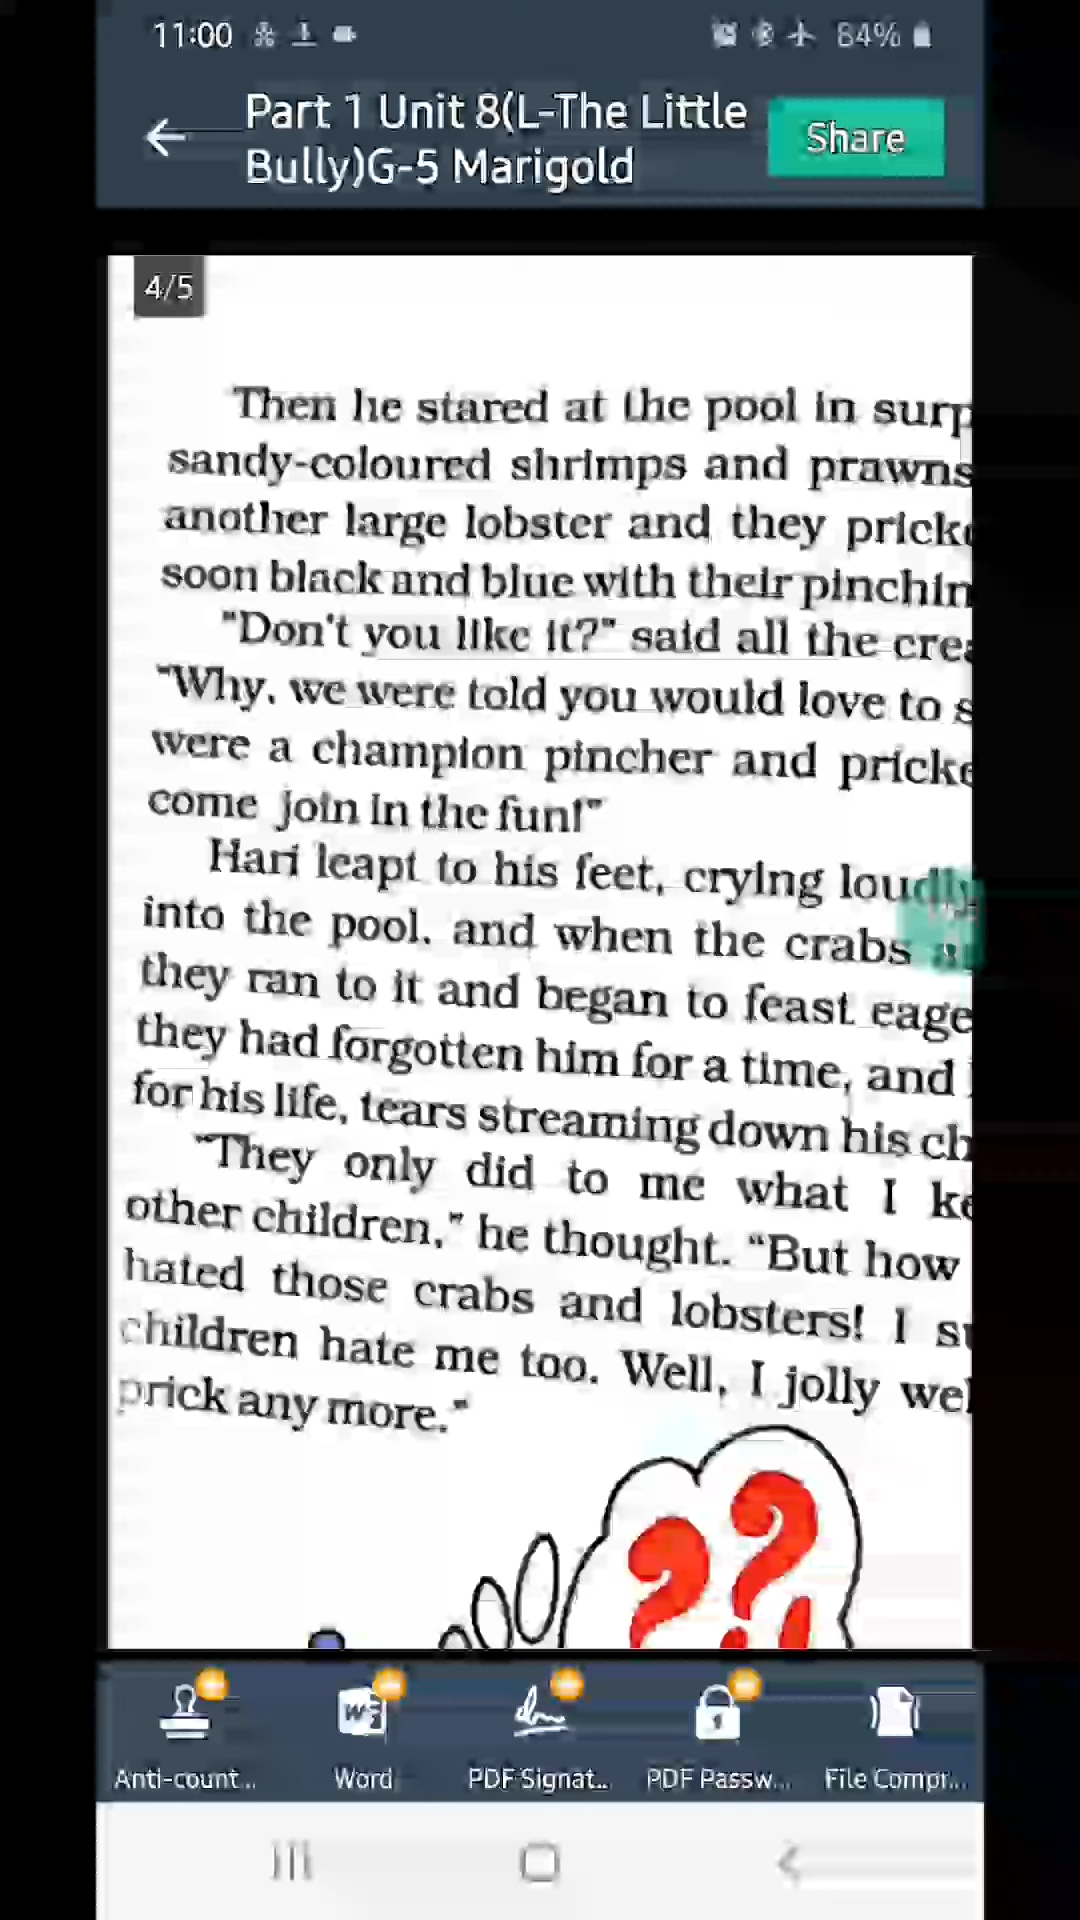 11:00 84%
Part 1 Unit 8(L-The Little
Bully)G-5 Marigold
Share
4/5
Then he stared at the pool in surp
sandy-coloured shrimps and prawns
another large lobster and they pricke
soon black and blue with their pinchin
"Don't you like it?" said all the crea
"Why, we were told you would love to s
were a champion pincher and pricke
come join in the fun!"
Hari leapt to his feet, crying loudly
into the pool, and when the crabs a
they ran to it and began to feast eage
they had forgotten him for a time, and
for his life, tears streaming down his ch
"They only did to me what I ke
other children," he thought. "But how
hated those crabs and lobsters! I su
children hate me too. Well, I jolly wel
prick any more."
??
Anti-count... Word PDF Signat... PDF Passw... File Compr...